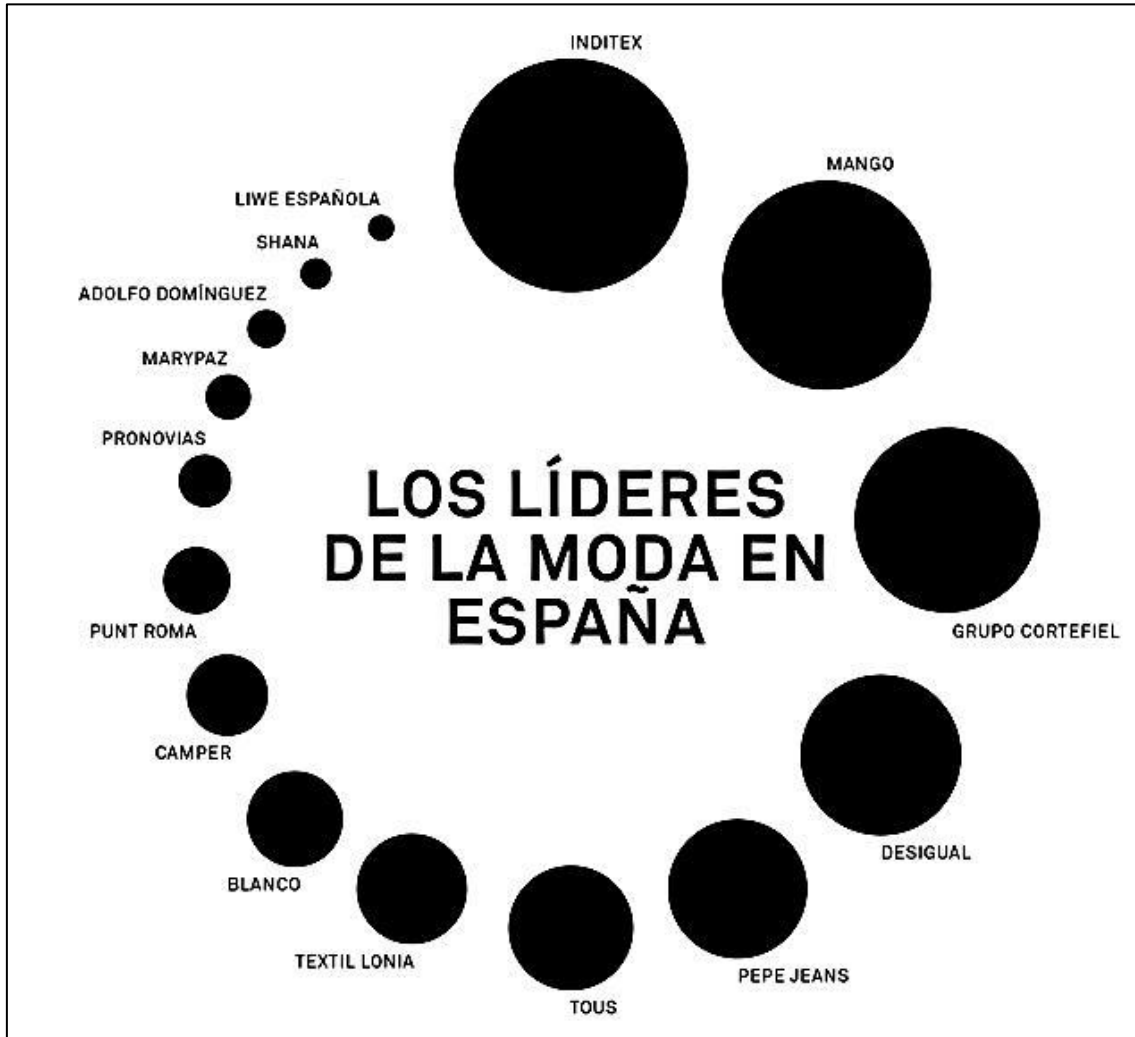 INDITEX
MANGO
LIWE ESPAÑOLA
SHANA
ADOLFO DOMÍNGUEZ
MARYPAZ
PRONOVIAS
LOS LÍDERES
DE LA MODA EN
ESPAÑA
PUNT ROMA
GRUPO CORTEFIEL
CAMPER
DESIGUAL
BLANCO
TEXTIL LONIA
PEPE JEANS
TOUS